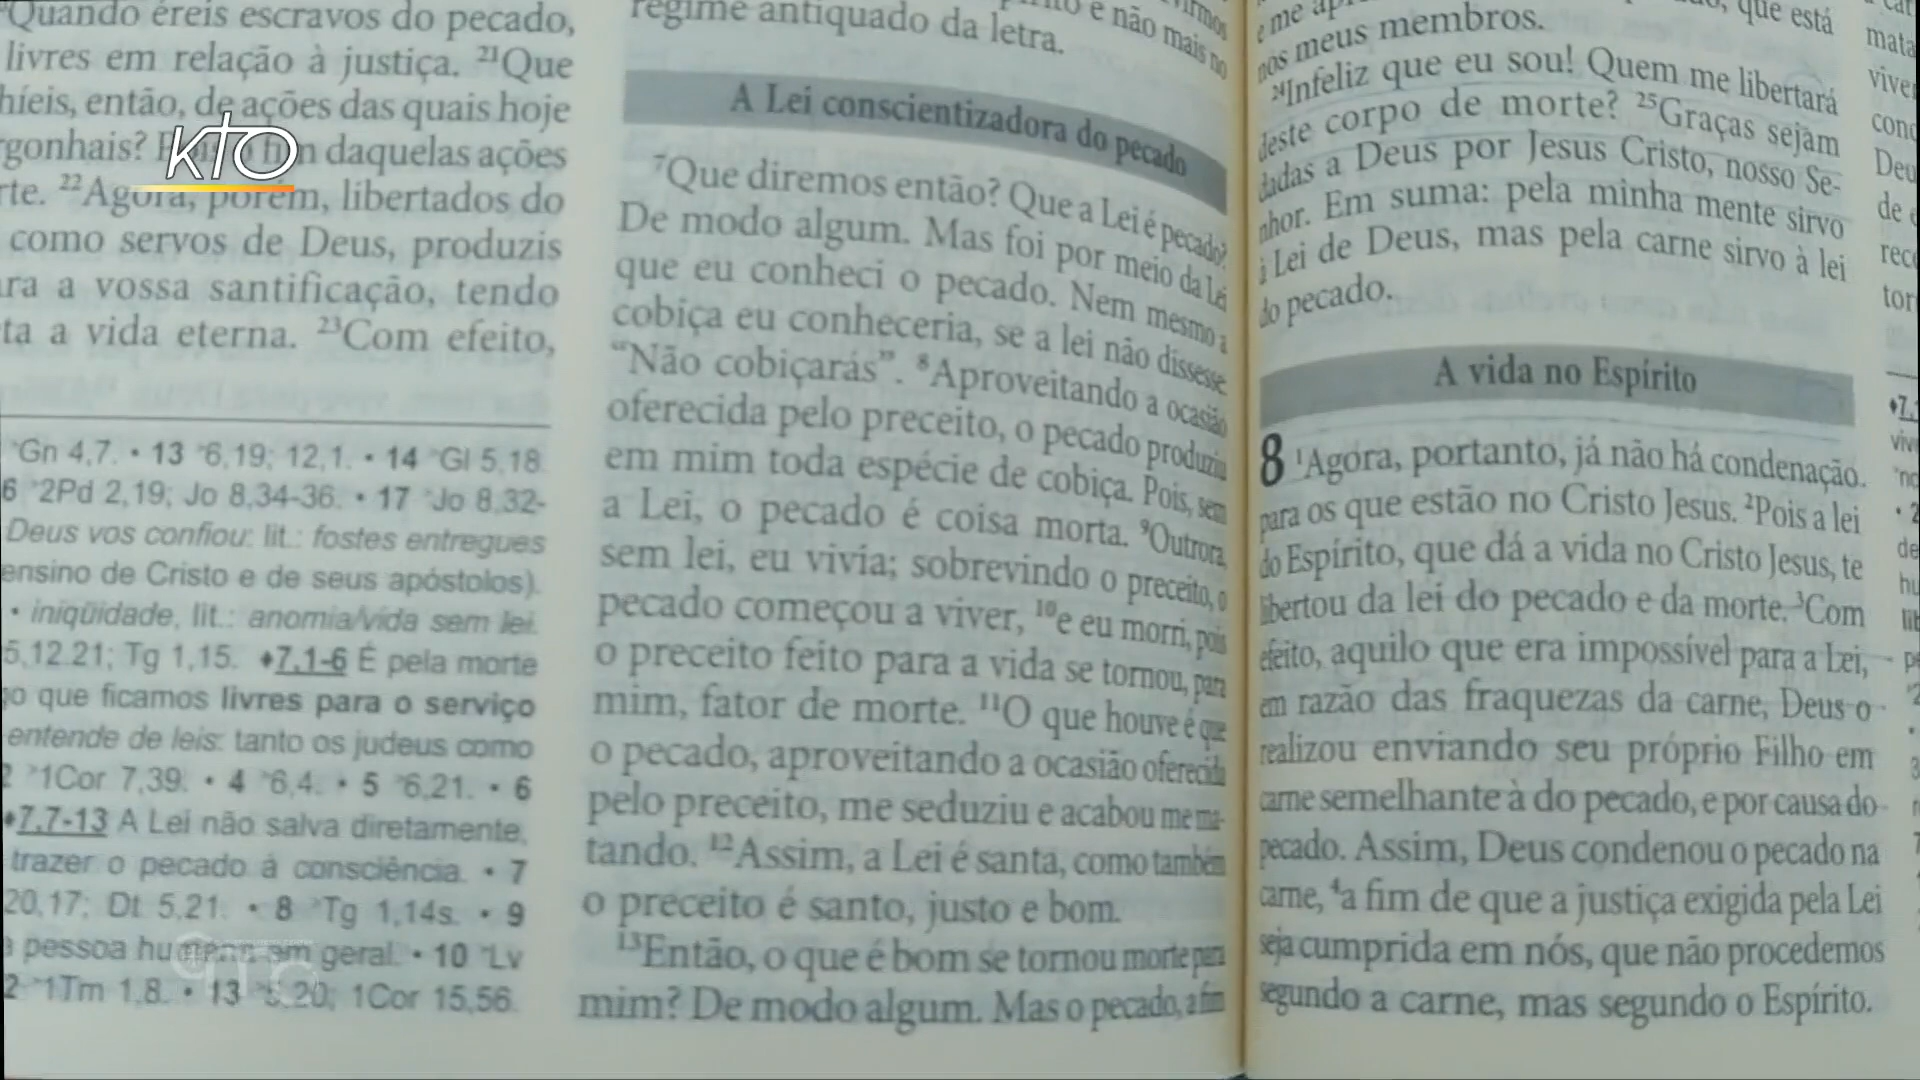 Quando éreis escravos do pecado,
livres em relação à justiça. ²¹Que
híeis, então, de ações das quais hoje
rgonhais? fim daquelas ações
rte. ²²Agora, porém, libertados do
como servos de Deus, produzis
ra a vossa santificação, tendo
ta a vida eterna. ²³Com efeito,
Gn 4,7. • 13 6,19; 12,1. • 14 Gl 5,18
6 2Pd 2,19; Jo 8,34-36. • 17 Jo 8,32-
Deus vos confiou: lit.: fostes entregues
ensino de Cristo e de seus apóstolos).
• iniqüidade, lit.: anomia/vida sem lei.
5,12.21; Tg 1,15. ♦7,1-6 É pela morte
o que ficamos livres para o serviço
entende de leis: tanto os judeus como
2 1Cor 7,39. • 4 6,4. • 5 6,21. • 6
♦7,7-13 A Lei não salva diretamente,
trazer o pecado à consciência. • 7
20,17; Dt 5,21. • 8 Tg 1,14s. • 9
a pessoa em geral. • 10 Lv
2 1Tm 1,8. • 13 5,20; 1Cor 15,56.
KTO
e não mais no
regime antiquado da letra.
A Lei conscientizadora do pecado
⁷Que diremos então? Que a Lei é pecado?
De modo algum. Mas foi por meio da Lei
que eu conheci o pecado. Nem mesmo a
cobiça eu conheceria, se a lei não dissesse
“Não cobiçarás”. ⁸Aproveitando a ocasião
oferecida pelo preceito, o pecado produziu
em mim toda espécie de cobiça. Pois, sem
a Lei, o pecado é coisa morta. ⁹Outrora,
sem lei, eu vivia; sobrevindo o preceito, o
pecado começou a viver, ¹⁰e eu morri, pois
o preceito feito para a vida se tornou, para
mim, fator de morte. ¹¹O que houve é que
o pecado, aproveitando a ocasião oferecida
pelo preceito, me seduziu e acabou me ma-
tando. ¹²Assim, a Lei é santa, como também
o preceito é santo, justo e bom.
¹³Então, o que é bom se tornou morte para
mim? De modo algum. Mas o pecado, a fim
que está
nos meus membros.
²⁴Infeliz que eu sou! Quem me libertará
deste corpo de morte? ²⁵Graças sejam
dadas a Deus por Jesus Cristo, nosso Se-
nhor. Em suma: pela minha mente sirvo
à Lei de Deus, mas pela carne sirvo à lei
do pecado.
A vida no Espírito
8 ¹Agora, portanto, já não há condenação
para os que estão no Cristo Jesus. ²Pois a lei
do Espírito, que dá a vida no Cristo Jesus, te
libertou da lei do pecado e da morte. ³Com
efeito, aquilo que era impossível para a Lei,
em razão das fraquezas da carne, Deus o
realizou enviando seu próprio Filho em
carne semelhante à do pecado, e por causa do
pecado. Assim, Deus condenou o pecado na
carne, ⁴a fim de que a justiça exigida pela Lei
seja cumprida em nós, que não procedemos
segundo a carne, mas segundo o Espírito.